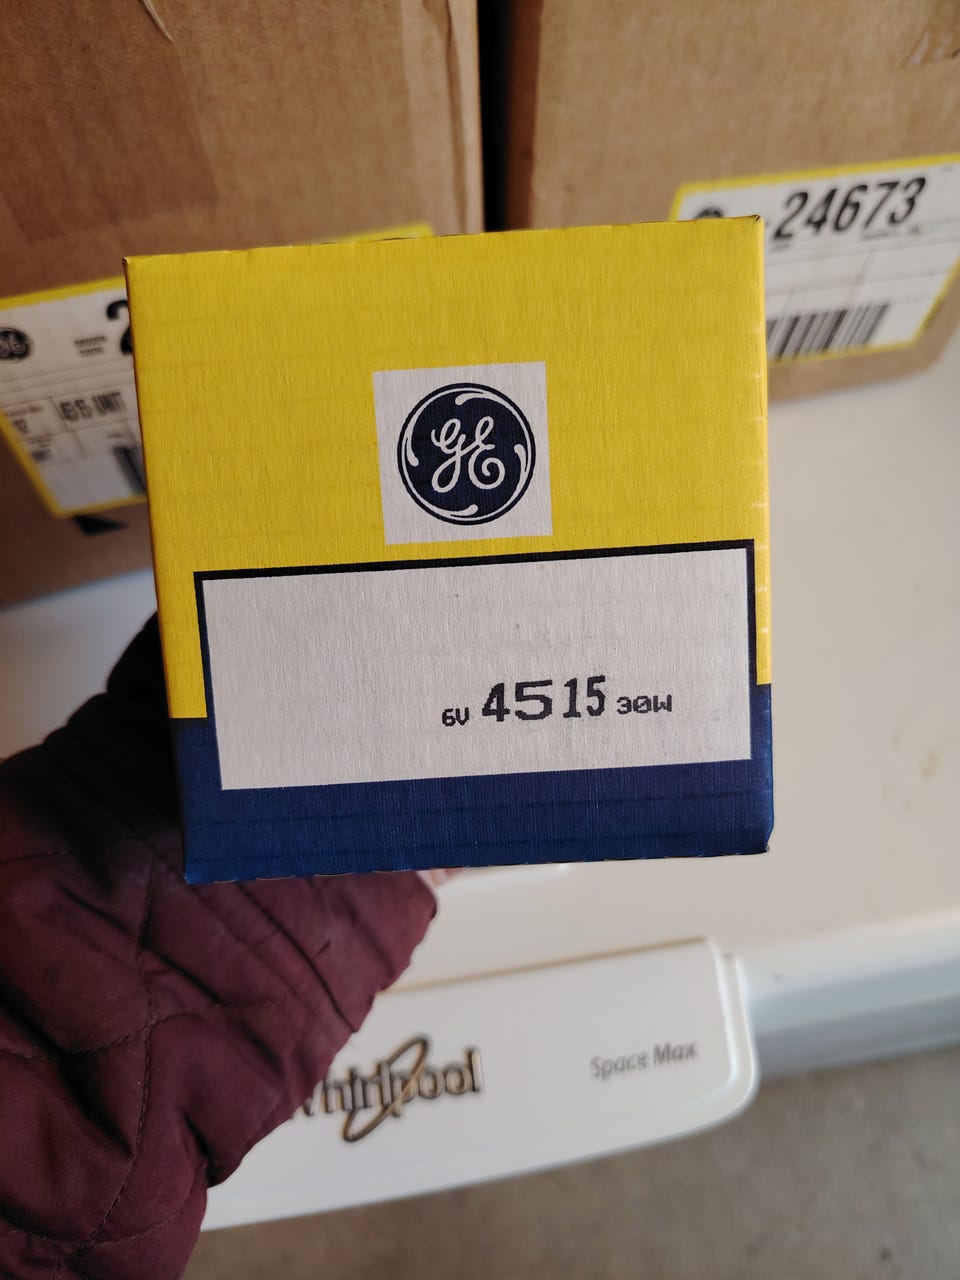 24673
GE
6V 4515 30W
Whirlpool
Space Max